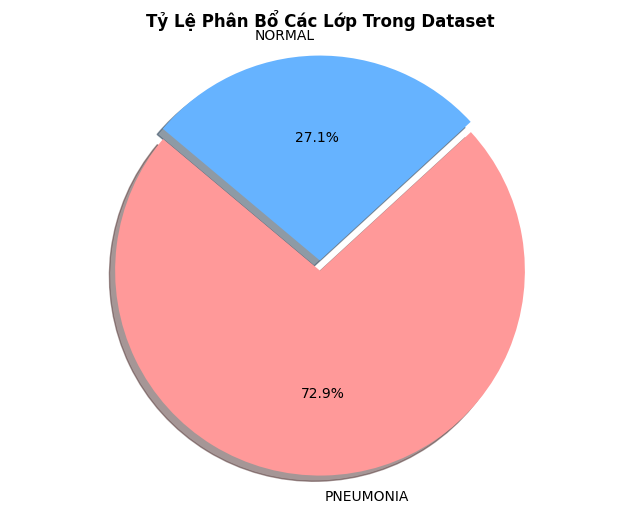 Tỷ Lệ Phân Bổ Các Lớp Trong Dataset
NORMAL
27.1%
72.9%
PNEUMONIA